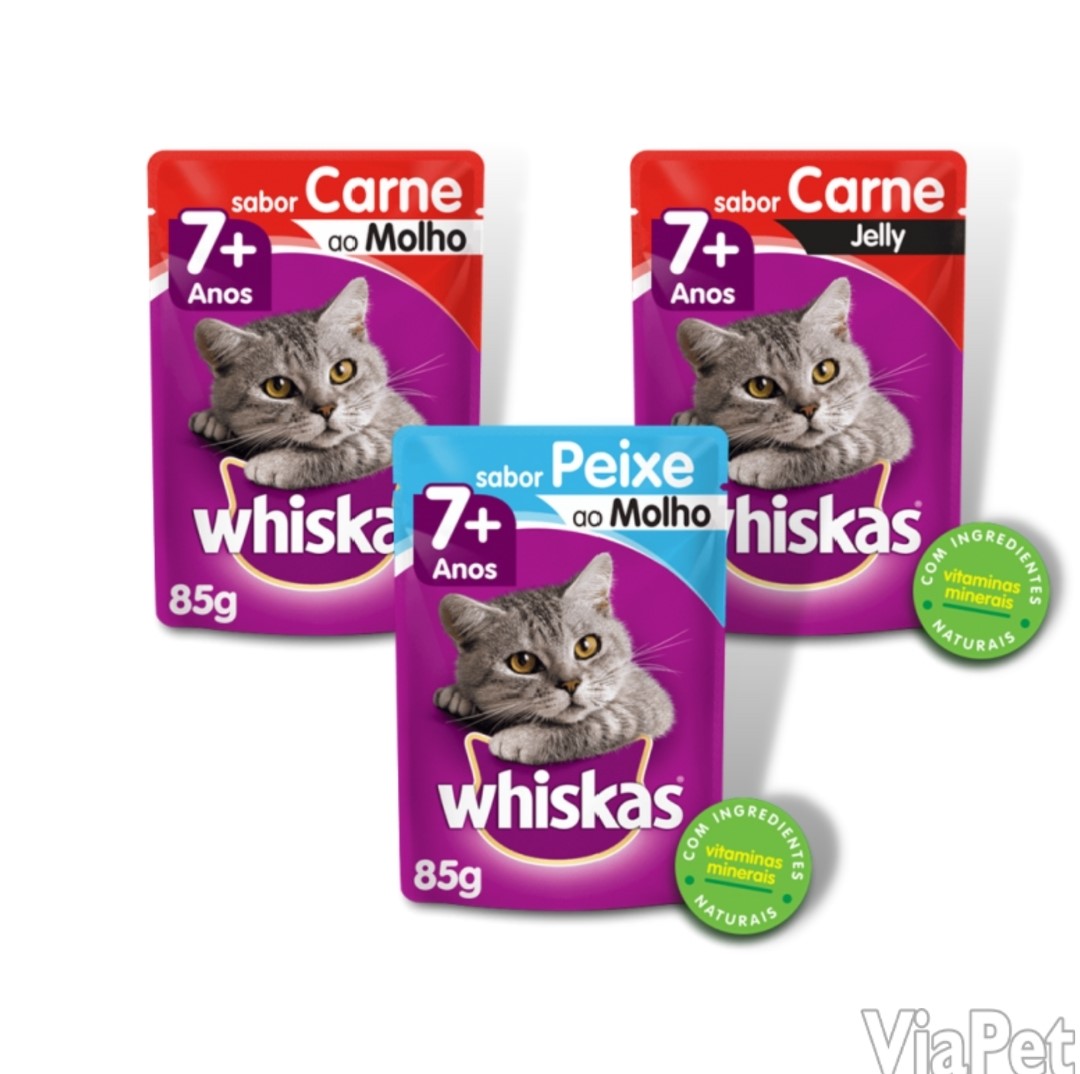 sabor Carne
ao Molho
7+
Anos
whiska
85g
sabor Carne
Jelly
7+
Anos
hiskas
COM INGREDIENTES
vitaminas
minerais
NATURAIS
sabor Peixe
ao Molho
7+
Anos
whiskas
85g
COM INGREDIENTES
vitaminas
minerais
NATURAIS
ViaPet